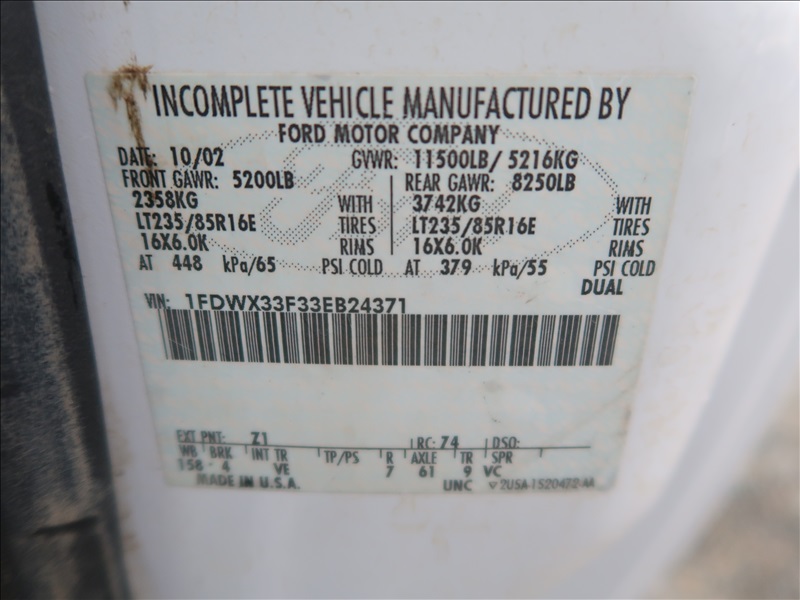 INCOMPLETE VEHICLE MANUFACTURED BY
FORD MOTOR COMPANY
DATE: 10/02 GVWR: 11500LB/ 5216KG
FRONT GAWR: 5200LB REAR GAWR: 8250LB
2358KG WITH 3742KG WITH
LT235/85R16E TIRES LT235/85R16E TIRES
16X6.0K RIMS 16X6.0K RIMS
AT 448 kPa/65 PSI COLD AT 379 kPa/55 PSI COLD
DUAL
VIN: 1FDWX33F33EB24371
EXT PNT: Z1 RC: 74 DSO:
WB BRK INT TR TP/PS R AXLE TR SPR
158 - 4 VE 7 61 9 VC
MADE IN U.S.A. UNC